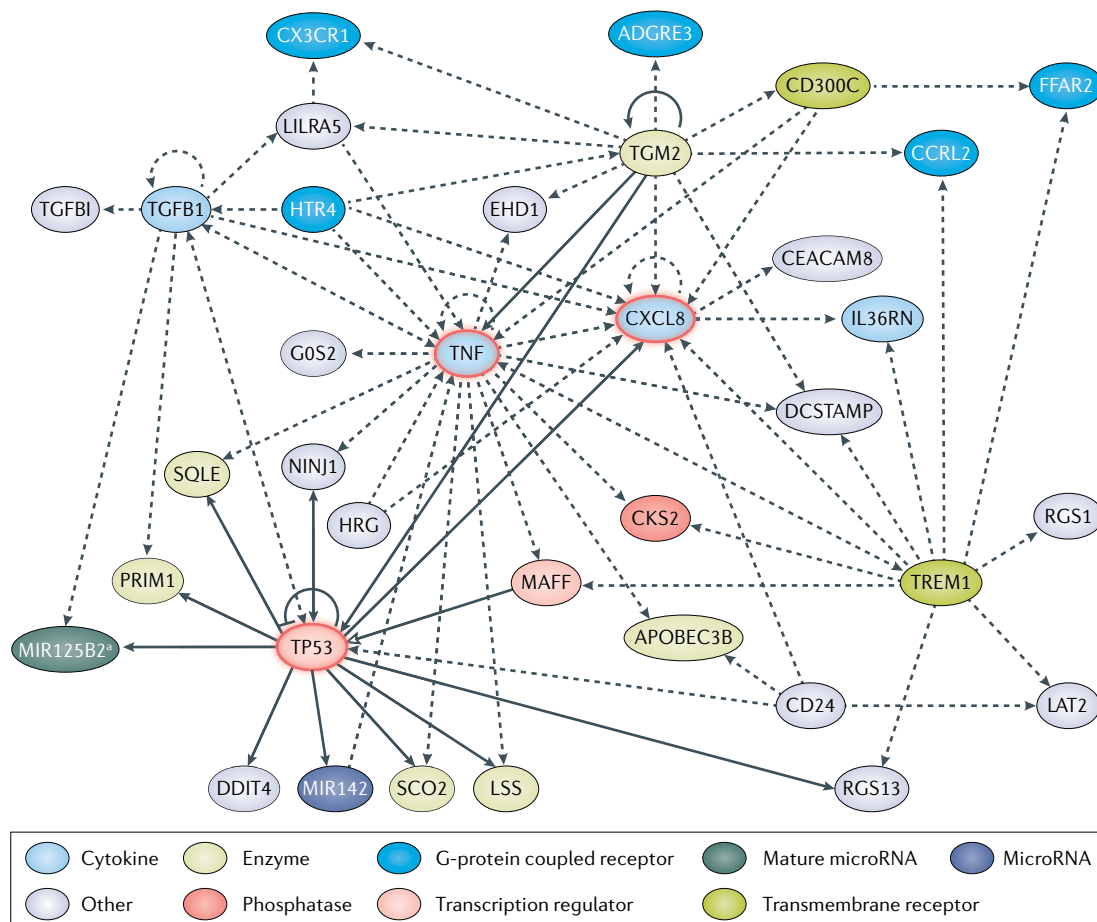 CX3CR1
ADGRE3
CD300C
FFAR2
LILRA5
TGM2
CCRL2
TGFBI
TGFB1
HTR4
EHD1
CEACAM8
CXCL8
IL36RN
G0S2
TNF
DCSTAMP
SQLE
NINJ1
HRG
CKS2
RGS1
PRIM1
MAFF
TREM1
MIR125B2ᵃ
TP53
APOBEC3B
CD24
LAT2
DDIT4
MIR142
SCO2
LSS
RGS13
Cytokine
Enzyme
G-protein coupled receptor
Mature microRNA
MicroRNA
Other
Phosphatase
Transcription regulator
Transmembrane receptor